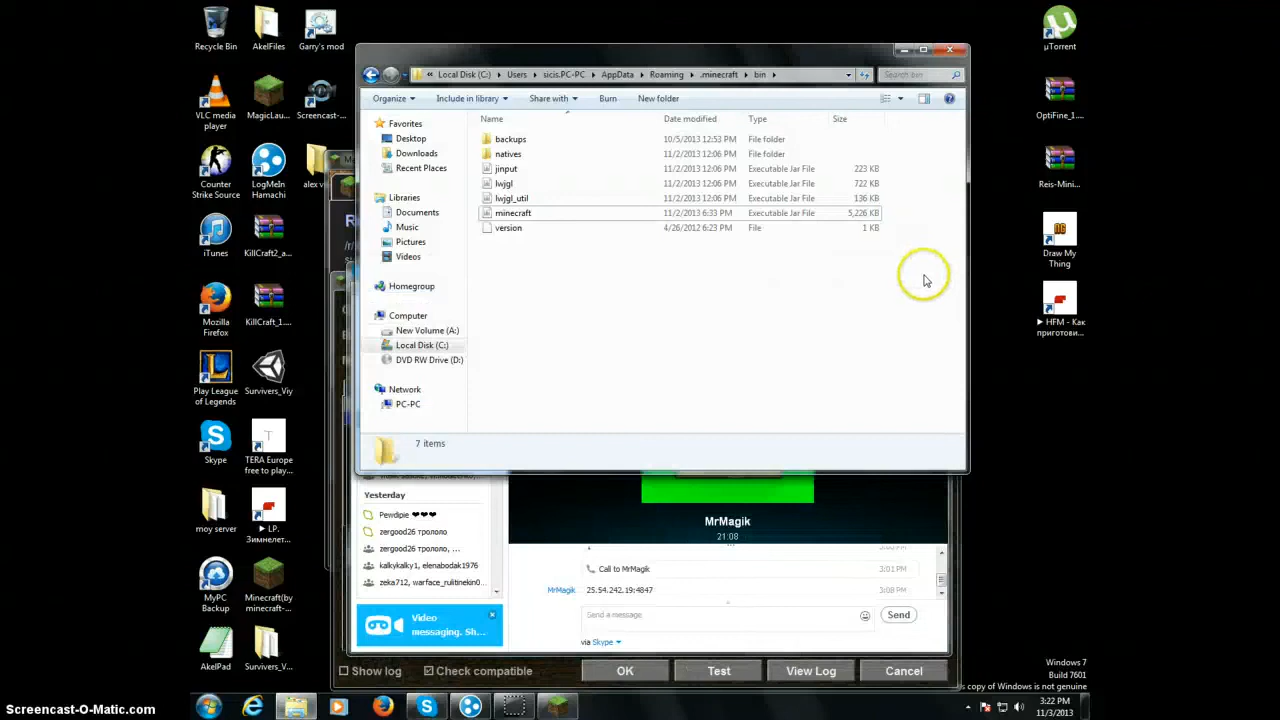 Recycle Bin
AkelFiles
Garry's mod
VLC media player
MagicLau...
Screencast-...
Counter Strike Source
LogMeIn Hamachi
alex v
iTunes
KillCraft2_a...
Mozilla Firefox
KillCraft_1....
Play League of Legends
Survivers_Viy
Skype
TERA Europe free to play...
moy server
► LP. Зимнелет...
MyPC Backup
Minecraft(by minecraft-...
AkelPad
Survivers_V...
« Local Disk (C:) ▸ Users ▸ sicis.PC-PC ▸ AppData ▸ Roaming ▸ .minecraft ▸ bin ▸
Search bin
Organize
Include in library
Share with
Burn
New folder
Favorites
Desktop
Downloads
Recent Places
Libraries
Documents
Music
Pictures
Videos
Homegroup
Computer
New Volume (A:)
Local Disk (C:)
DVD RW Drive (D:)
Network
PC-PC
Name Date modified Type Size
backups 10/5/2013 12:53 PM File folder
natives 11/2/2013 12:06 PM File folder
jinput 11/2/2013 12:06 PM Executable Jar File 223 KB
lwjgl 11/2/2013 12:06 PM Executable Jar File 722 KB
lwjgl_util 11/2/2013 12:06 PM Executable Jar File 136 KB
minecraft 11/2/2013 6:33 PM Executable Jar File 5,226 KB
version 4/26/2012 6:23 PM File 1 KB
7 items
Yesterday
Pewdipie ❤❤❤
zergood26 трололо
zergood26 трололо, ...
kalkykalky1, elenabodak1976
zeka712, warface_rulitinekin0...
Video messaging. Sh...
MrMagik
21:08
Call to MrMagik 3:01 PM
MrMagik 25.54.242.19:4847 3:08 PM
Send a message
Send
via Skype
Show log
Check compatible
OK
Test
View Log
Cancel
µTorrent
OptiFine_1....
Reis-Mini...
Draw My Thing
► HFM - Как приготови...
Windows 7
Build 7601
s copy of Windows is not genuine
3:22 PM
11/3/2013
Screencast-O-Matic.com